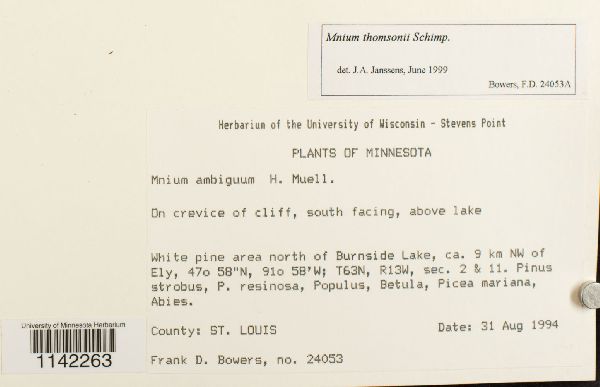 Mnium thomsonii Schimp.
det. J.A. Janssens, June 1999
Bowers, F.D. 24053A
Herbarium of the University of Wisconsin - Stevens Point
PLANTS OF MINNESOTA
Mnium ambiguum H. Muell.
On crevice of cliff, south facing, above lake
White pine area north of Burnside Lake, ca. 9 km NW of
Ely, 47o 58"N, 91o 58'W; T63N, R13W, sec. 2 & 11. Pinus
strobus, P. resinosa, Populus, Betula, Picea mariana,
Abies.
County: ST. LOUIS Date: 31 Aug 1994
Frank D. Bowers, no. 24053
University of Minnesota Herbarium
1142263